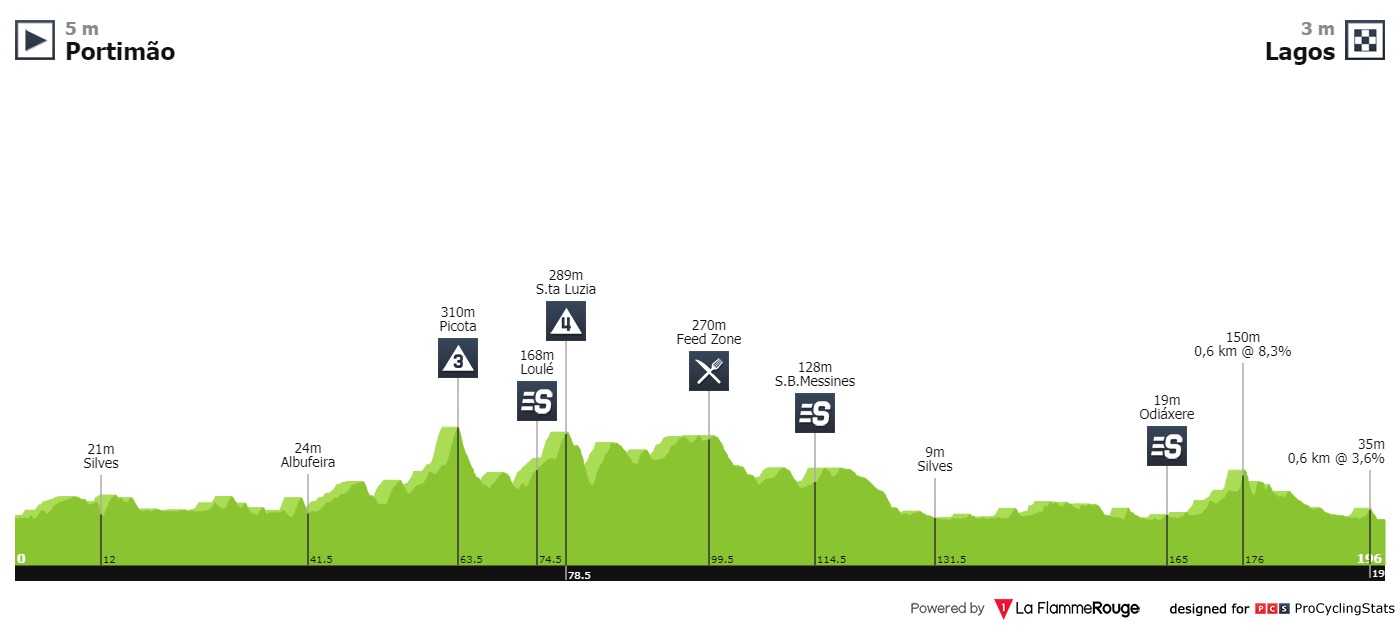 5 m
Portimão
3 m
Lagos
289m
S.ta Luzia
4
310m
Picota
3
270m
Feed Zone
168m
Loulé
S
128m
S.B.Messines
S
150m
0,6 km @ 8,3%
19m
Odiáxere
S
21m
Silves
24m
Albufeira
9m
Silves
35m
0,6 km @ 3,6%
0
12
41.5
63.5
74.5
99.5
114.5
131.5
165
176
196
78.5
19
Powered by 1 La FlammeRouge designed for PCS ProCyclingStats